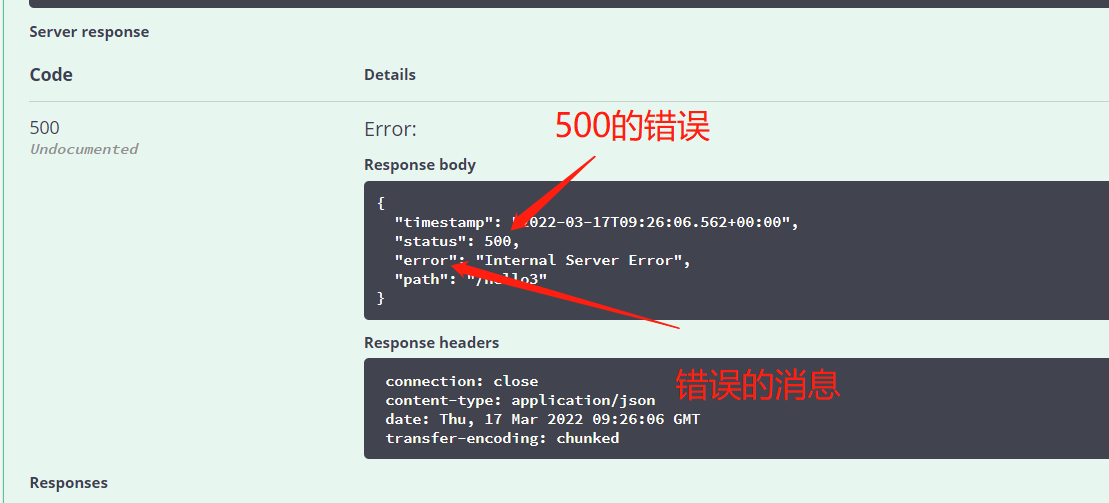 Server response
Code
Details
500
Undocumented
Error:
500的错误
Response body
{
"timestamp": "2022-03-17T09:26:06.562+00:00",
"status": 500,
"error": "Internal Server Error",
"path": "/hello3"
}
Response headers
connection: close
content-type: application/json
date: Thu, 17 Mar 2022 09:26:06 GMT
transfer-encoding: chunked
错误的消息
Responses